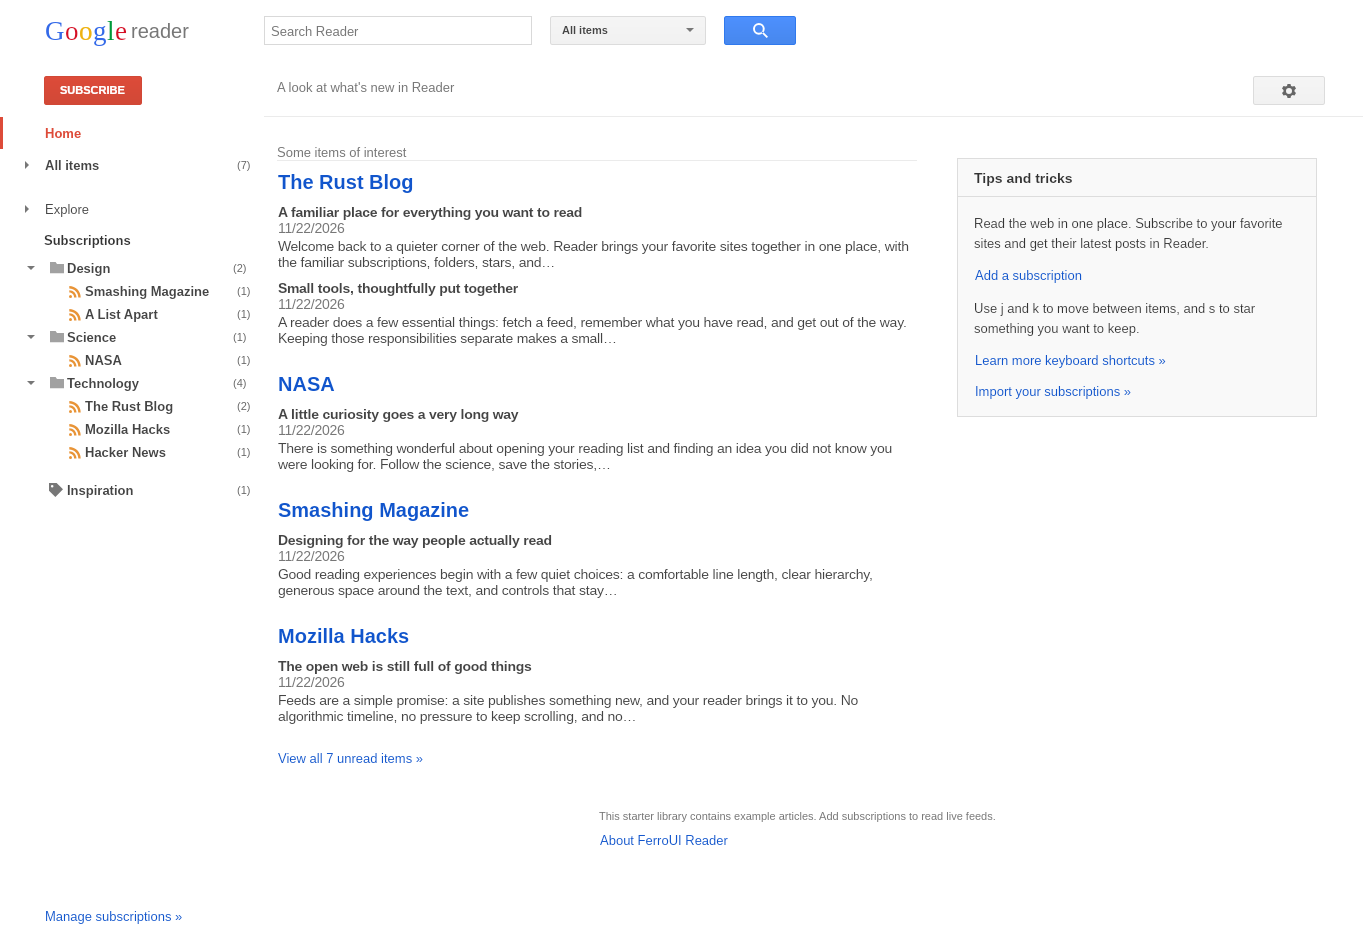 Google reader
Search Reader
All items
SUBSCRIBE
A look at what's new in Reader
Home
All items (7)
Explore
Subscriptions
Design (2)
Smashing Magazine (1)
A List Apart (1)
Science (1)
NASA (1)
Technology (4)
The Rust Blog (2)
Mozilla Hacks (1)
Hacker News (1)
Inspiration (1)
Manage subscriptions »
Some items of interest
The Rust Blog
A familiar place for everything you want to read
11/22/2026
Welcome back to a quieter corner of the web. Reader brings your favorite sites together in one place, with
the familiar subscriptions, folders, stars, and…
Small tools, thoughtfully put together
11/22/2026
A reader does a few essential things: fetch a feed, remember what you have read, and get out of the way.
Keeping those responsibilities separate makes a small…
NASA
A little curiosity goes a very long way
11/22/2026
There is something wonderful about opening your reading list and finding an idea you did not know you
were looking for. Follow the science, save the stories,…
Smashing Magazine
Designing for the way people actually read
11/22/2026
Good reading experiences begin with a few quiet choices: a comfortable line length, clear hierarchy,
generous space around the text, and controls that stay…
Mozilla Hacks
The open web is still full of good things
11/22/2026
Feeds are a simple promise: a site publishes something new, and your reader brings it to you. No
algorithmic timeline, no pressure to keep scrolling, and no…
View all 7 unread items »
Tips and tricks
Read the web in one place. Subscribe to your favorite
sites and get their latest posts in Reader.
Add a subscription
Use j and k to move between items, and s to star
something you want to keep.
Learn more keyboard shortcuts »
Import your subscriptions »
This starter library contains example articles. Add subscriptions to read live feeds.
About FerroUI Reader